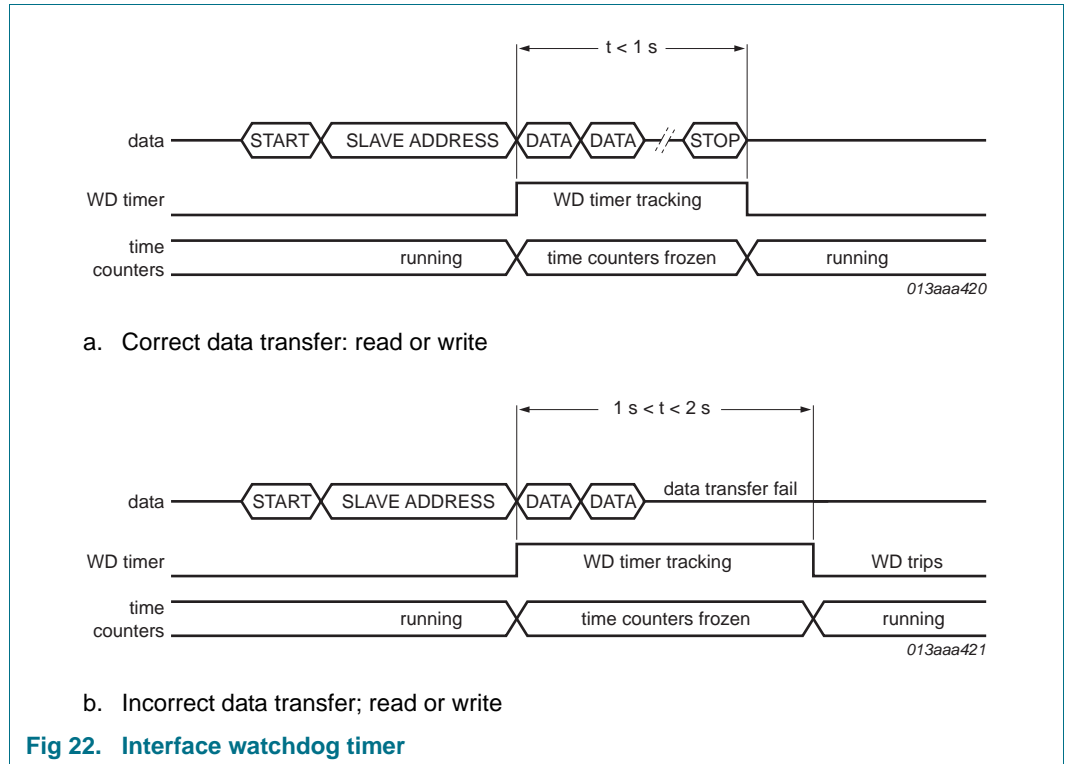 t < 1 s
data START SLAVE ADDRESS DATA DATA STOP
WD timer WD timer tracking
time
counters running time counters frozen running
013aaa420
a. Correct data transfer: read or write
1 s < t < 2 s
data START SLAVE ADDRESS DATA DATA data transfer fail
WD timer WD timer tracking WD trips
time
counters running time counters frozen running
013aaa421
b. Incorrect data transfer; read or write
Fig 22. Interface watchdog timer